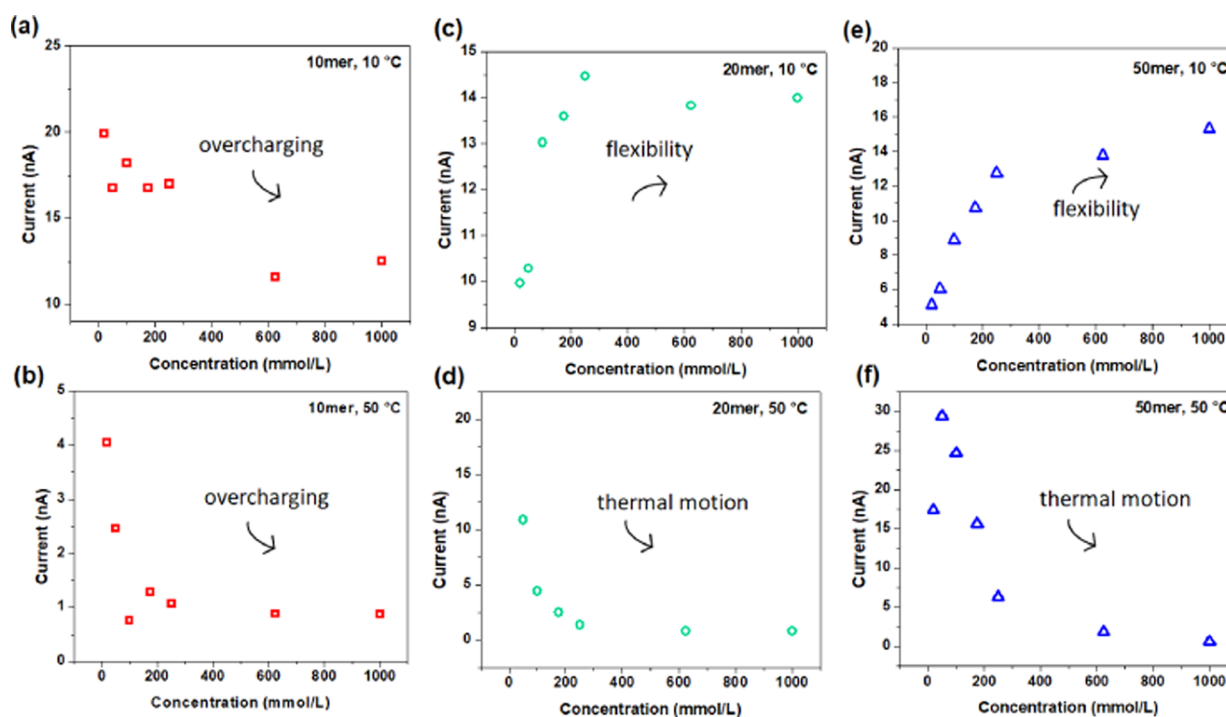 (a)
25
20
15
10
Current (nA)
10mer, 10 °C
overcharging
0 200 400 600 800 1000
Concentration (mmol/L)
(c)
15
14
13
12
11
10
9
Current (nA)
20mer, 10 °C
flexibility
0 200 400 600 800 1000
Concentration (mmol/L)
(e)
20
18
16
14
12
10
8
6
4
Current (nA)
50mer, 10 °C
flexibility
0 200 400 600 800 1000
Concentration (mmol/L)
(b)
5
4
3
2
1
0
Current (nA)
10mer, 50 °C
overcharging
0 200 400 600 800 1000
Concentration (mmol/L)
(d)
20
15
10
5
0
Current (nA)
20mer, 50 °C
thermal motion
0 200 400 600 800 1000
Concentration (mmol/L)
(f)
30
25
20
15
10
5
0
Current (nA)
50mer, 50 °C
thermal motion
0 200 400 600 800 1000
Concentration (mmol/L)